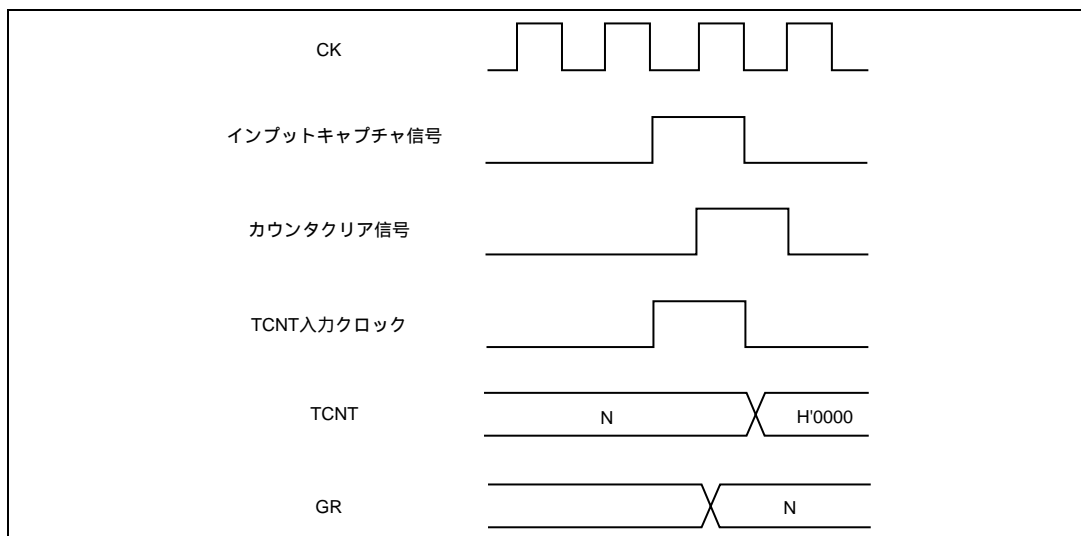 CK
インプットキャプチャ信号
カウンタクリア信号
TCNT入力クロック
TCNT N H'0000
GR N